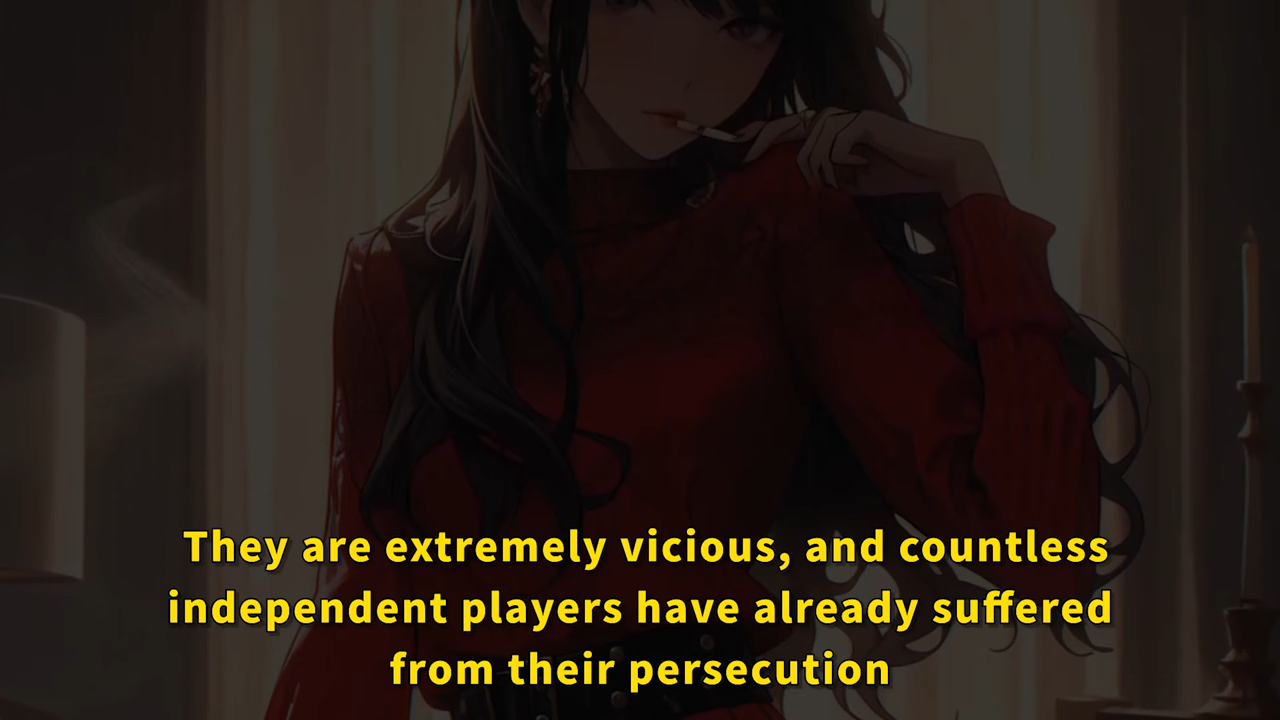 They are extremely vicious, and countless
independent players have already suffered
from their persecution